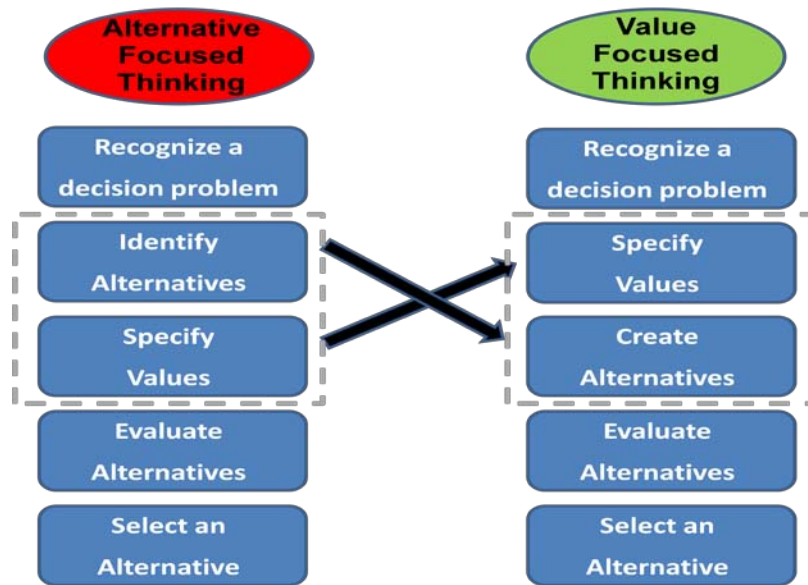 Alternative
Focused
Thinking
Recognize a
decision problem
Identify
Alternatives
Specify
Values
Evaluate
Alternatives
Select an
Alternative
Value
Focused
Thinking
Recognize a
decision problem
Specify
Values
Create
Alternatives
Evaluate
Alternatives
Select an
Alternative